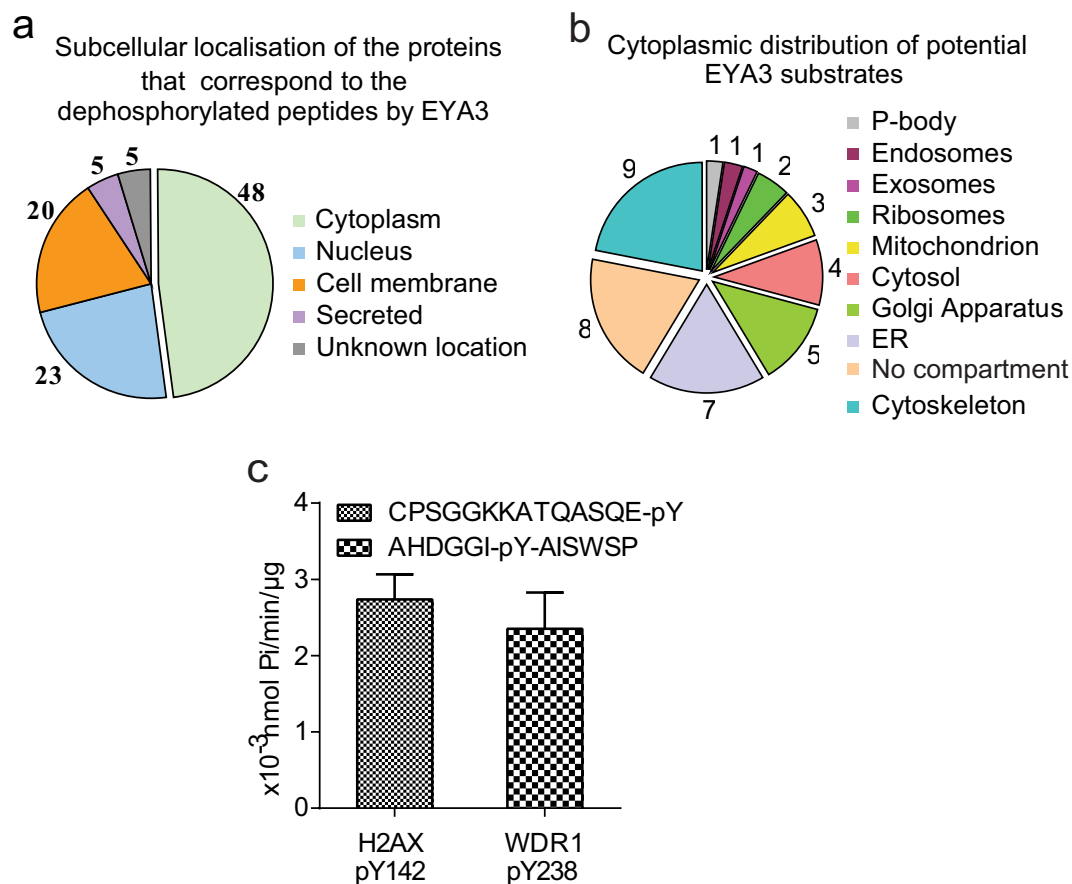 a
Subcellular localisation of the proteins
that correspond to the
dephosphorylated peptides by EYA3
5
5
48
20
23
Cytoplasm
Nucleus
Cell membrane
Secreted
Unknown location
b
Cytoplasmic distribution of potential
EYA3 substrates
1
1
1
2
3
4
5
7
8
9
P-body
Endosomes
Exosomes
Ribosomes
Mitochondrion
Cytosol
Golgi Apparatus
ER
No compartment
Cytoskeleton
c
CPSGGKKATQASQE-pY
AHDGGI-pY-AISWSP
x10-3 nmol Pi/min/µg
4
3
2
1
0
H2AX
pY142
WDR1
pY238